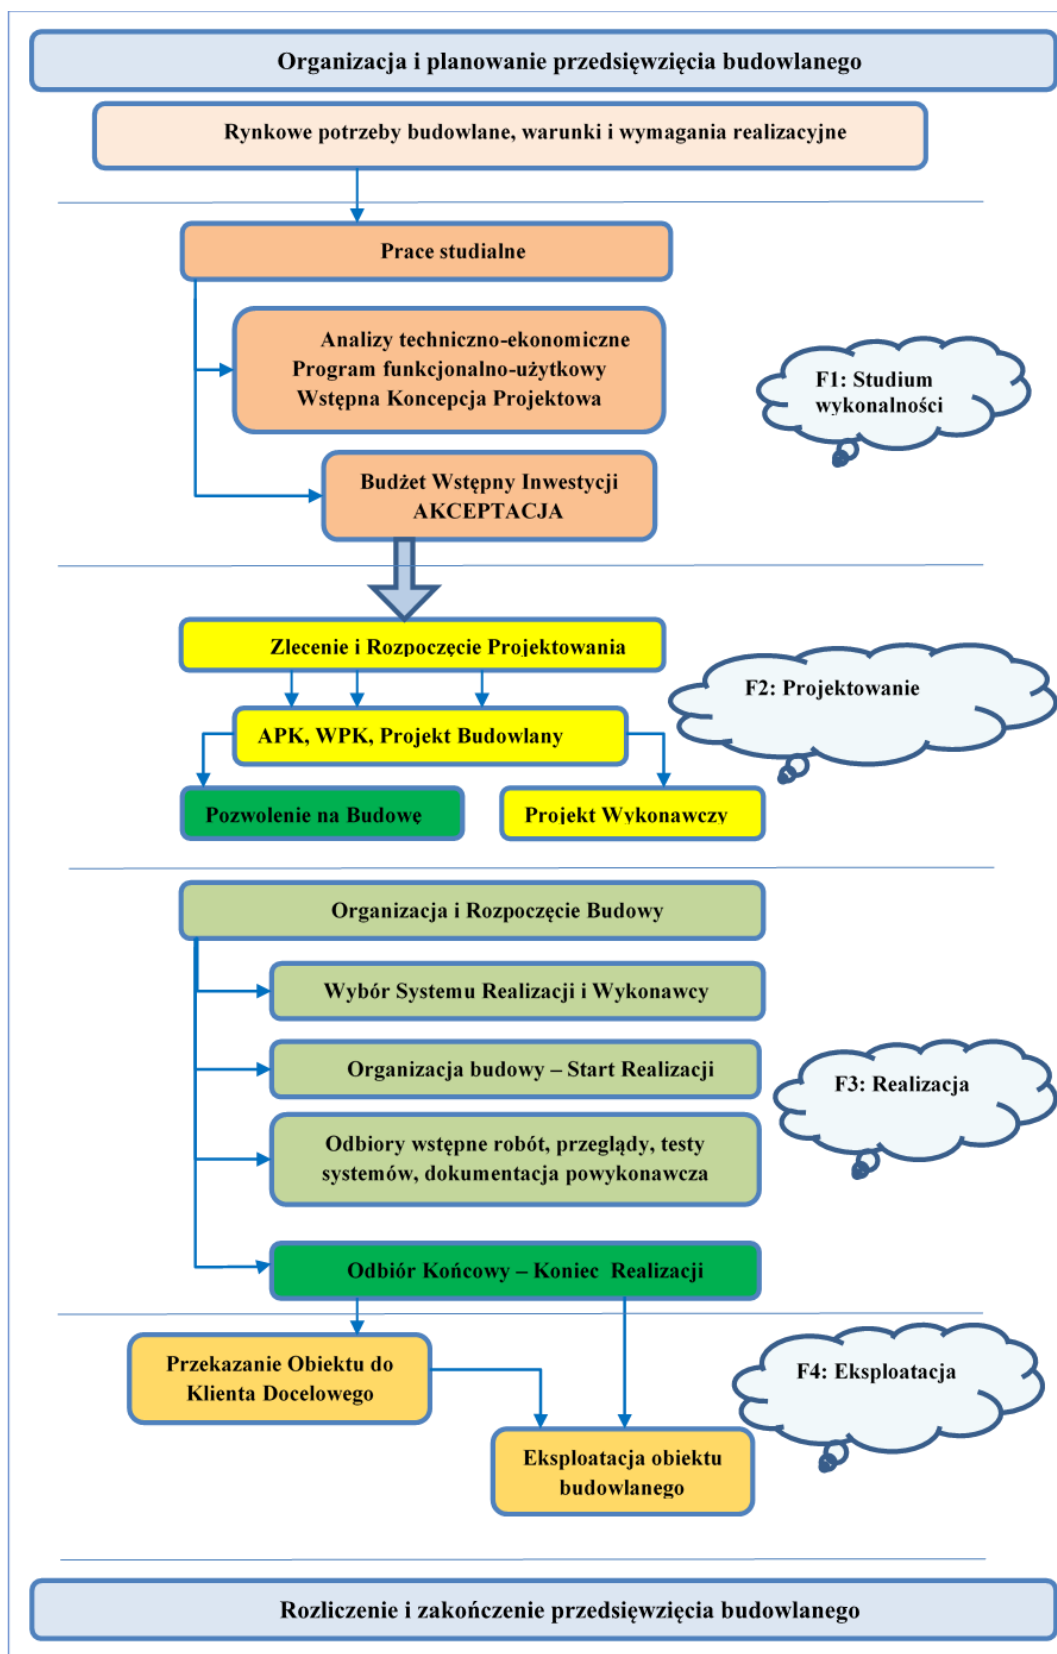 Organizacja i planowanie przedsięwzięcia budowlanego
Rynkowe potrzeby budowlane, warunki i wymagania realizacyjne
Prace studialne
Analizy techniczno-ekonomiczne
Program funkcjonalno-użytkowy
Wstępna Koncepcja Projektowa
F1: Studium
wykonalności
Budżet Wstępny Inwestycji
AKCEPTACJA
Zlecenie i Rozpoczęcie Projektowania
F2: Projektowanie
APK, WPK, Projekt Budowlany
Pozwolenie na Budowę
Projekt Wykonawczy
Organizacja i Rozpoczęcie Budowy
Wybór Systemu Realizacji i Wykonawcy
Organizacja budowy – Start Realizacji
F3: Realizacja
Odbiory wstępne robót, przeglądy, testy
systemów, dokumentacja powykonawcza
Odbiór Końcowy – Koniec  Realizacji
Przekazanie Obiektu do
Klienta Docelowego
F4: Eksploatacja
Eksploatacja obiektu
budowlanego
Rozliczenie i zakończenie przedsięwzięcia budowlanego